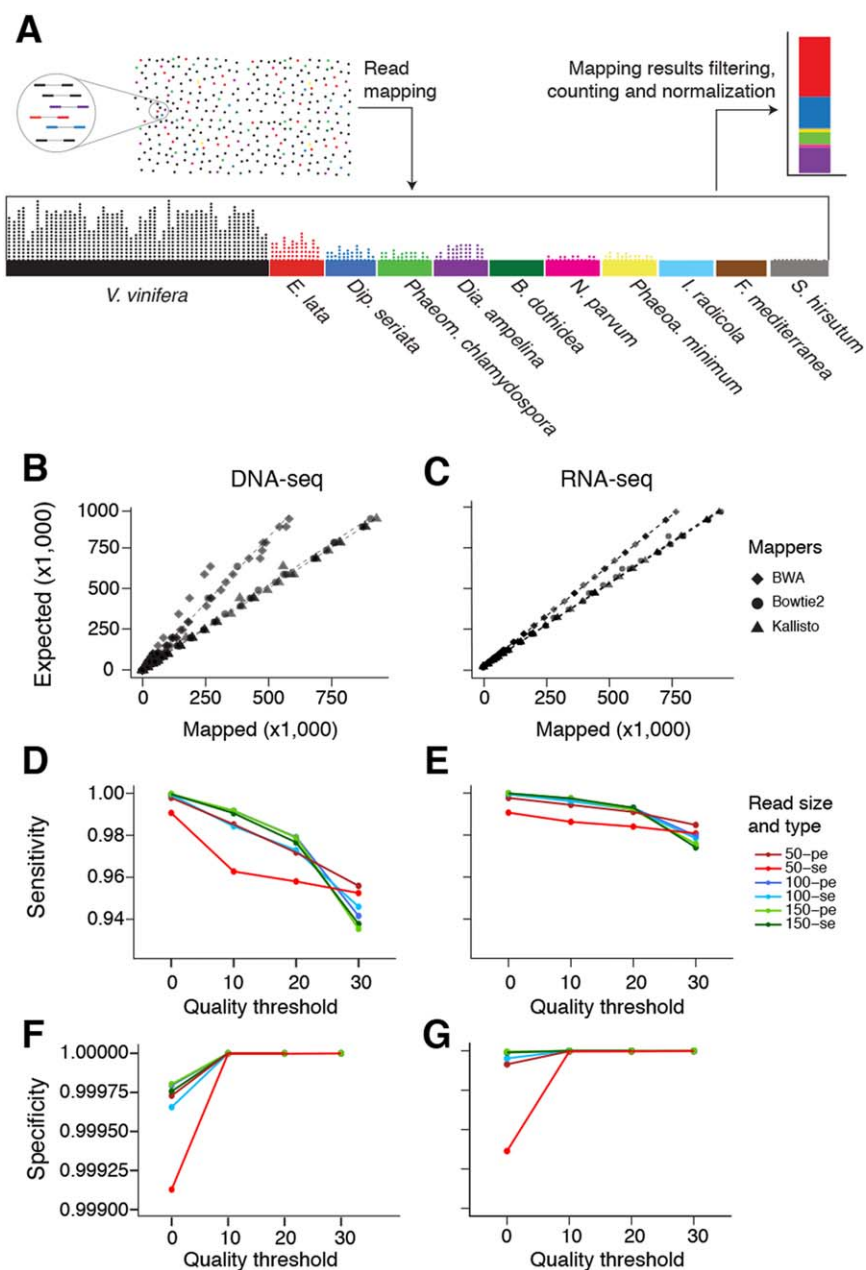 A
Read
mapping
Mapping results filtering,
counting and normalization
V. vinifera
E. lata
Dip. seriata
Phaeom. chlamydospora
Dia. ampelina
B. dothidea
N. parvum
Phaeoa. minimum
I. radicola
F. mediterranea
S. hirsutum
B
DNA-seq
Expected (x1,000)
1000
750
500
250
0
0 250 500 750
Mapped (x1,000)
C
RNA-seq
0 250 500 750
Mapped (x1,000)
Mappers
BWA
Bowtie2
Kallisto
D
Sensitivity
1.00
0.98
0.96
0.94
0 10 20 30
Quality threshold
E
0 10 20 30
Quality threshold
Read size
and type
50-pe
50-se
100-pe
100-se
150-pe
150-se
F
Specificity
1.00000
0.99975
0.99950
0.99925
0.99900
0 10 20 30
Quality threshold
G
0 10 20 30
Quality threshold